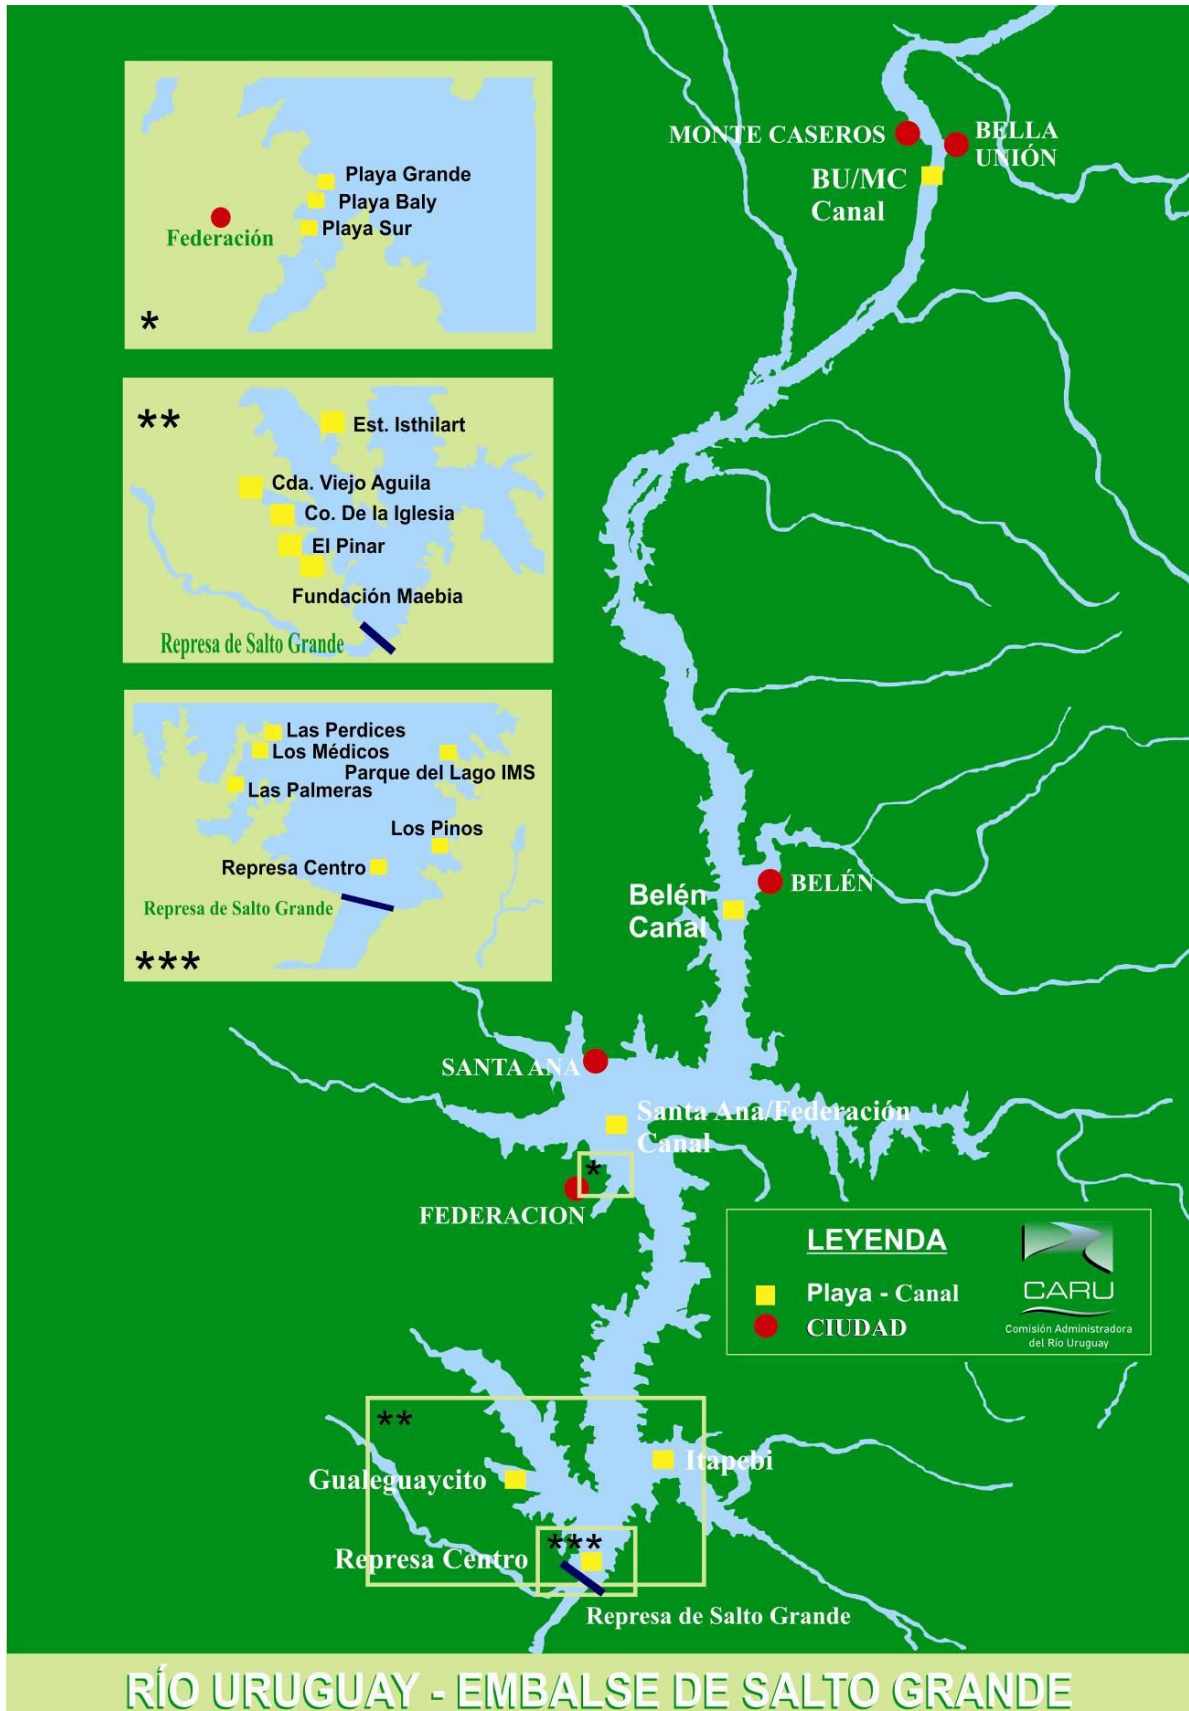 Playa Grande
Playa Baly
Playa Sur
Federación
*
**
Est. Isthilart
Cda. Viejo Aguila
Co. De la Iglesia
El Pinar
Fundación Maebia
Represa de Salto Grande
Las Perdices
Los Médicos
Parque del Lago IMS
Las Palmeras
Los Pinos
Represa Centro
Represa de Salto Grande
***
MONTE CASEROS
BELLA
UNIÓN
BU/MC
Canal
BELÉN
Belén
Canal
SANTA ANA
Santa Ana/Federación
Canal
*
FEDERACION
LEYENDA
Playa - Canal
CIUDAD
CARU
Comisión Administradora
del Río Uruguay
**
Itapebi
Gualeguaycito
***
Represa Centro
Represa de Salto Grande
RÍO URUGUAY - EMBALSE DE SALTO GRANDE